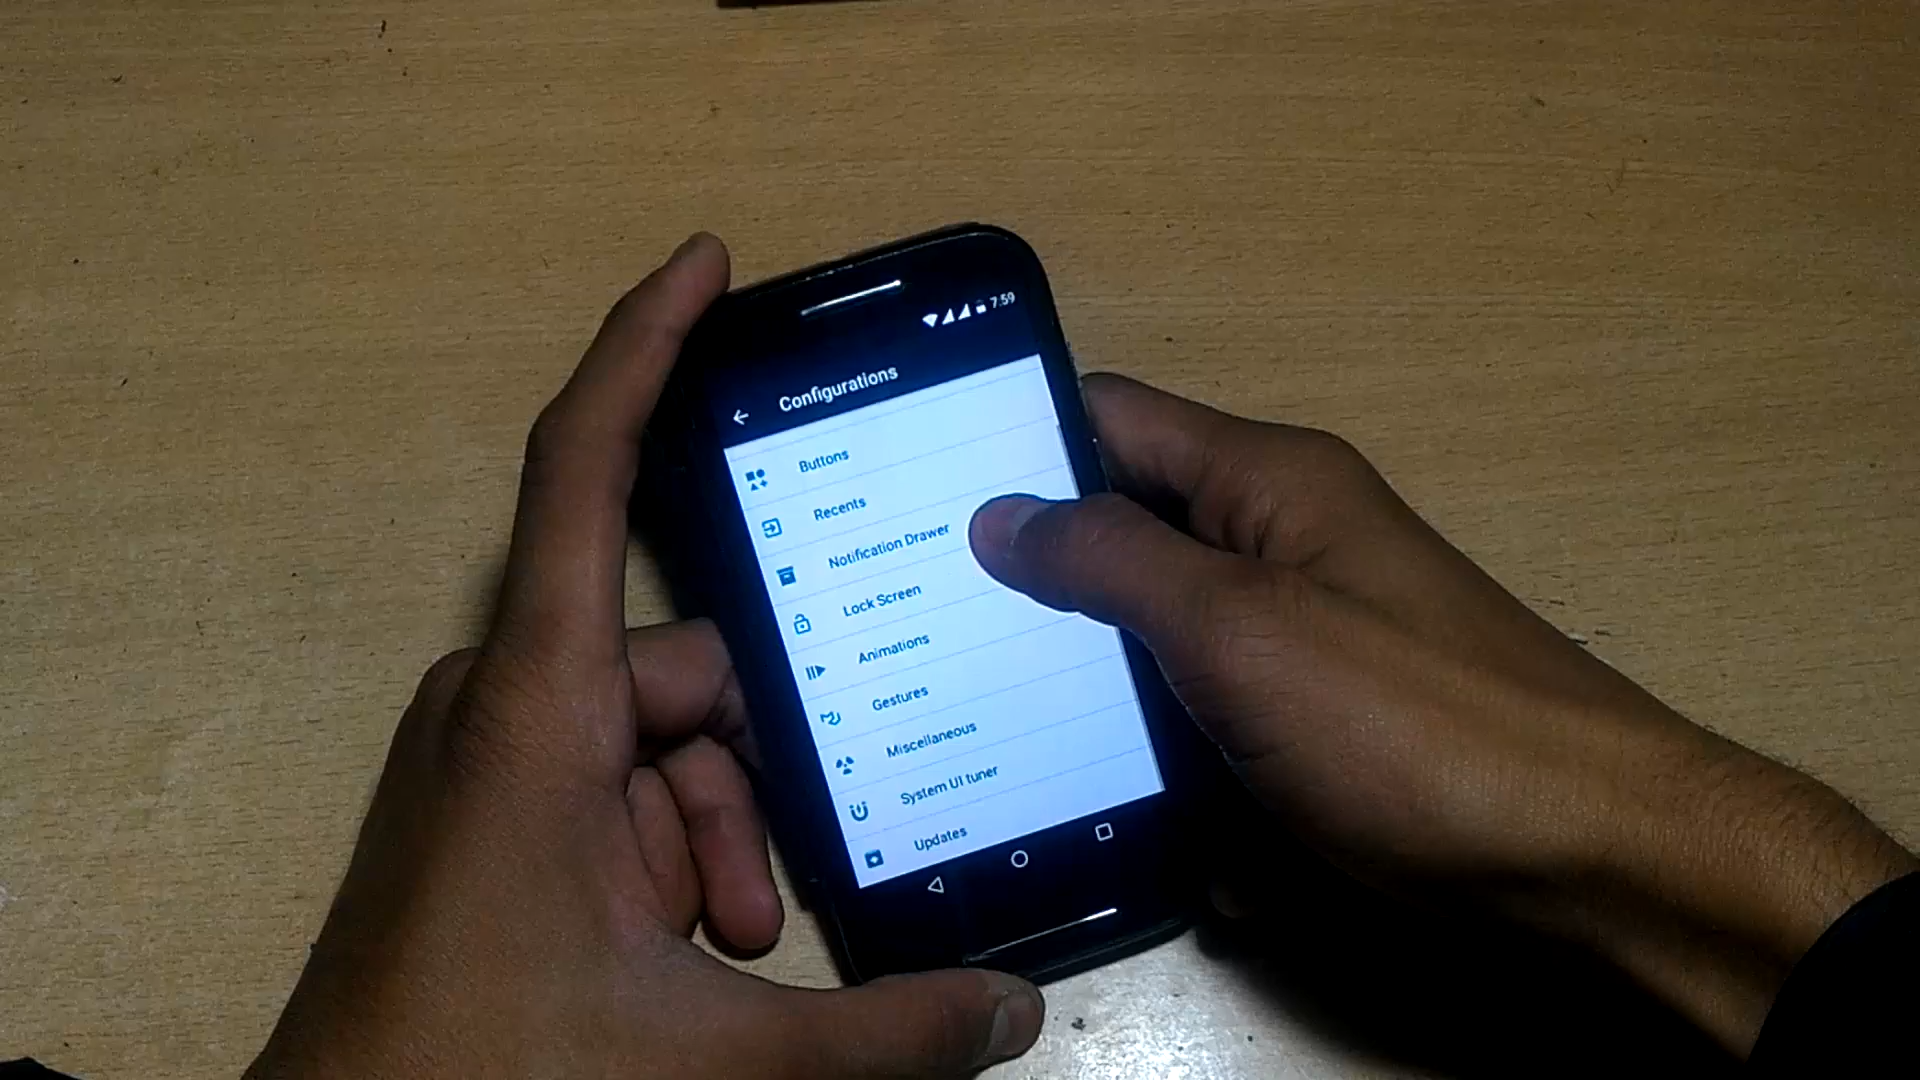 7:59
Configurations
Buttons
Recents
Notification Drawer
Lock Screen
Animations
Gestures
Miscellaneous
System UI tuner
Updates